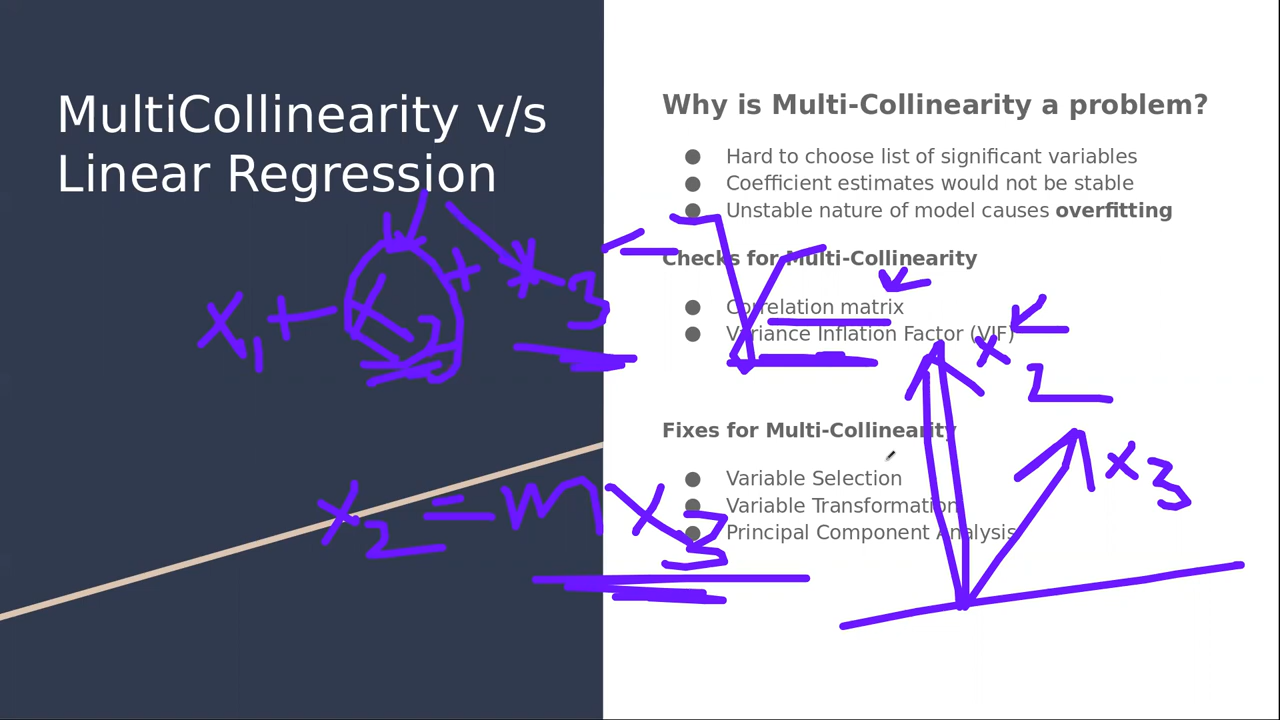 MultiCollinearity v/s
Linear Regression
x1 + x2 + x3
x2 = mx3
Why is Multi-Collinearity a problem?
● Hard to choose list of significant variables
● Coefficient estimates would not be stable
● Unstable nature of model causes overfitting
Checks for Multi-Collinearity
● Correlation matrix
● Variance Inflation Factor (VIF)
x2
Fixes for Multi-Collinearity
x3
● Variable Selection
● Variable Transformation
● Principal Component Analysis